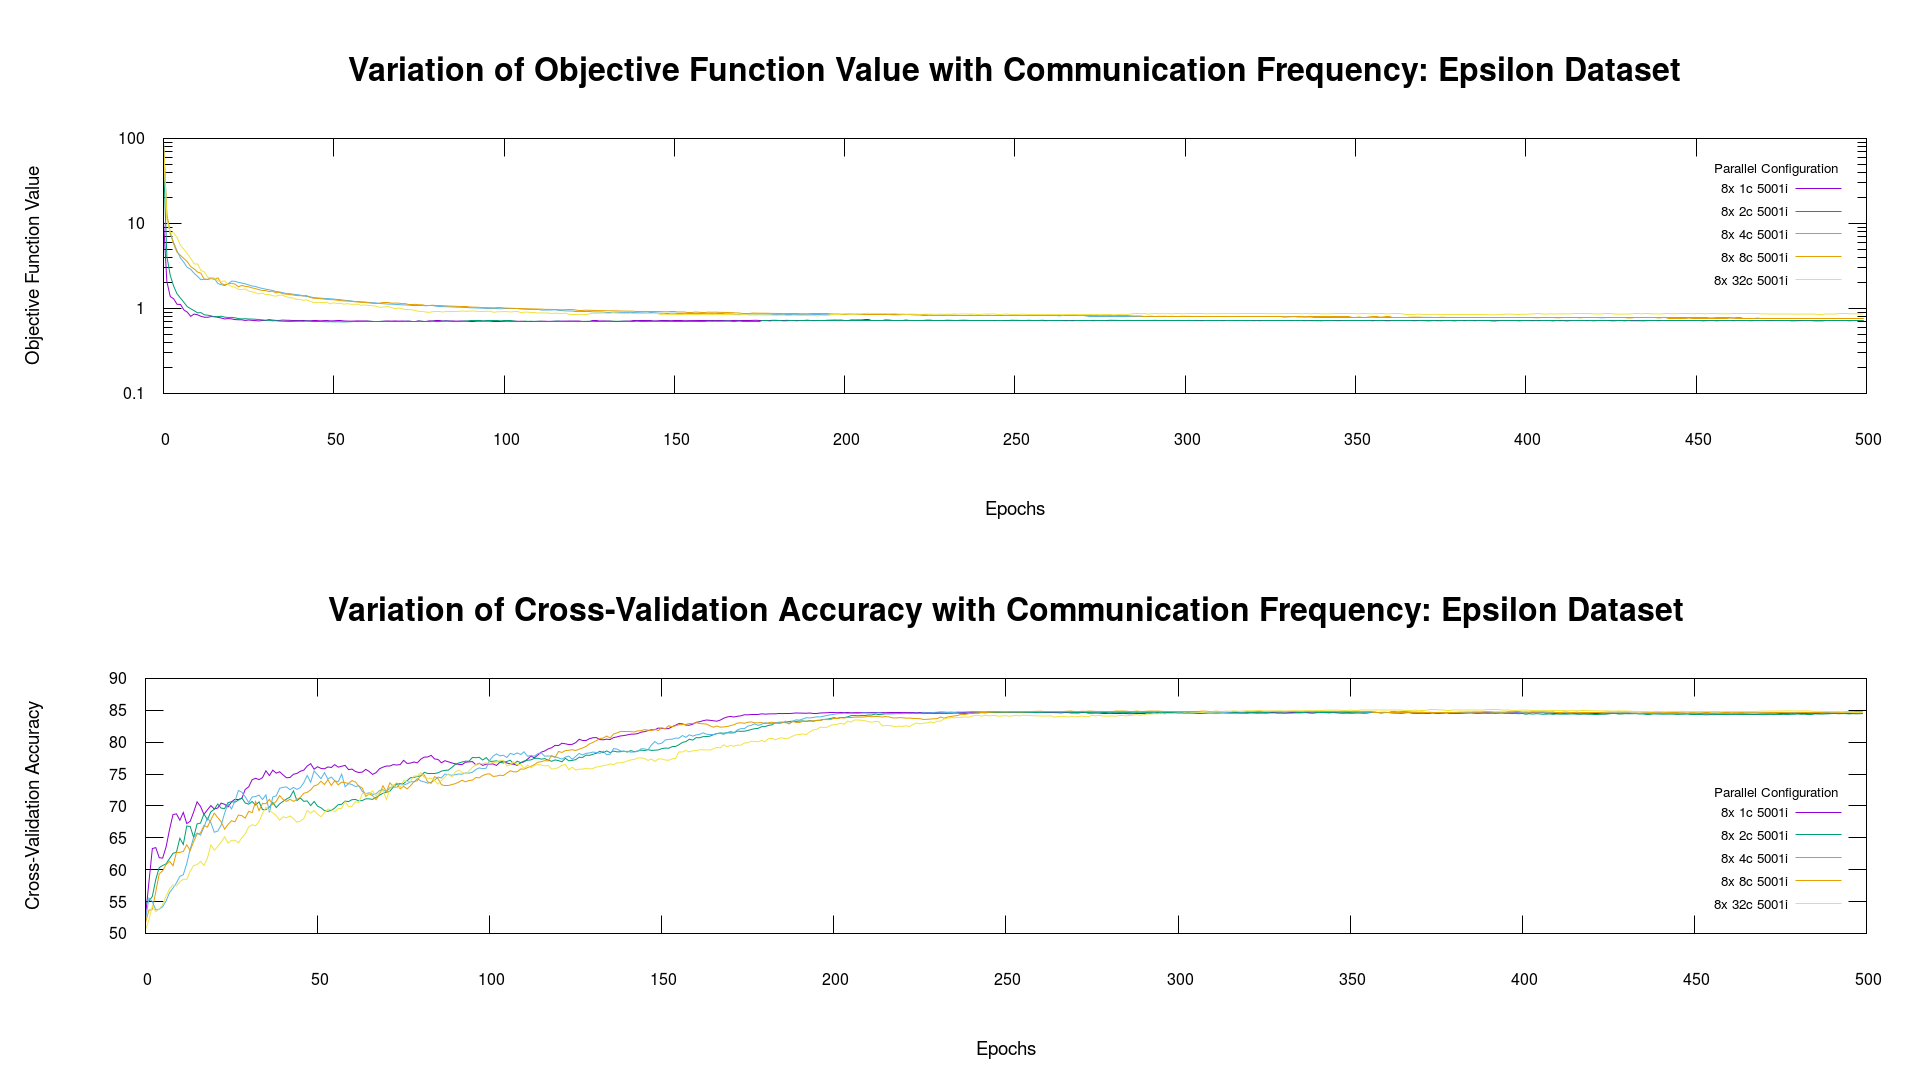 Variation of Objective Function Value with Communication Frequency: Epsilon Dataset
Objective Function Value
100
10
1
0.1
Parallel Configuration
8x 1c 5001i
8x 2c 5001i
8x 4c 5001i
8x 8c 5001i
8x 32c 5001i
0 50 100 150 200 250 300 350 400 450 500
Epochs
Variation of Cross-Validation Accuracy with Communication Frequency: Epsilon Dataset
Cross-Validation Accuracy
90
85
80
75
70
65
60
55
50
Parallel Configuration
8x 1c 5001i
8x 2c 5001i
8x 4c 5001i
8x 8c 5001i
8x 32c 5001i
0 50 100 150 200 250 300 350 400 450 500
Epochs